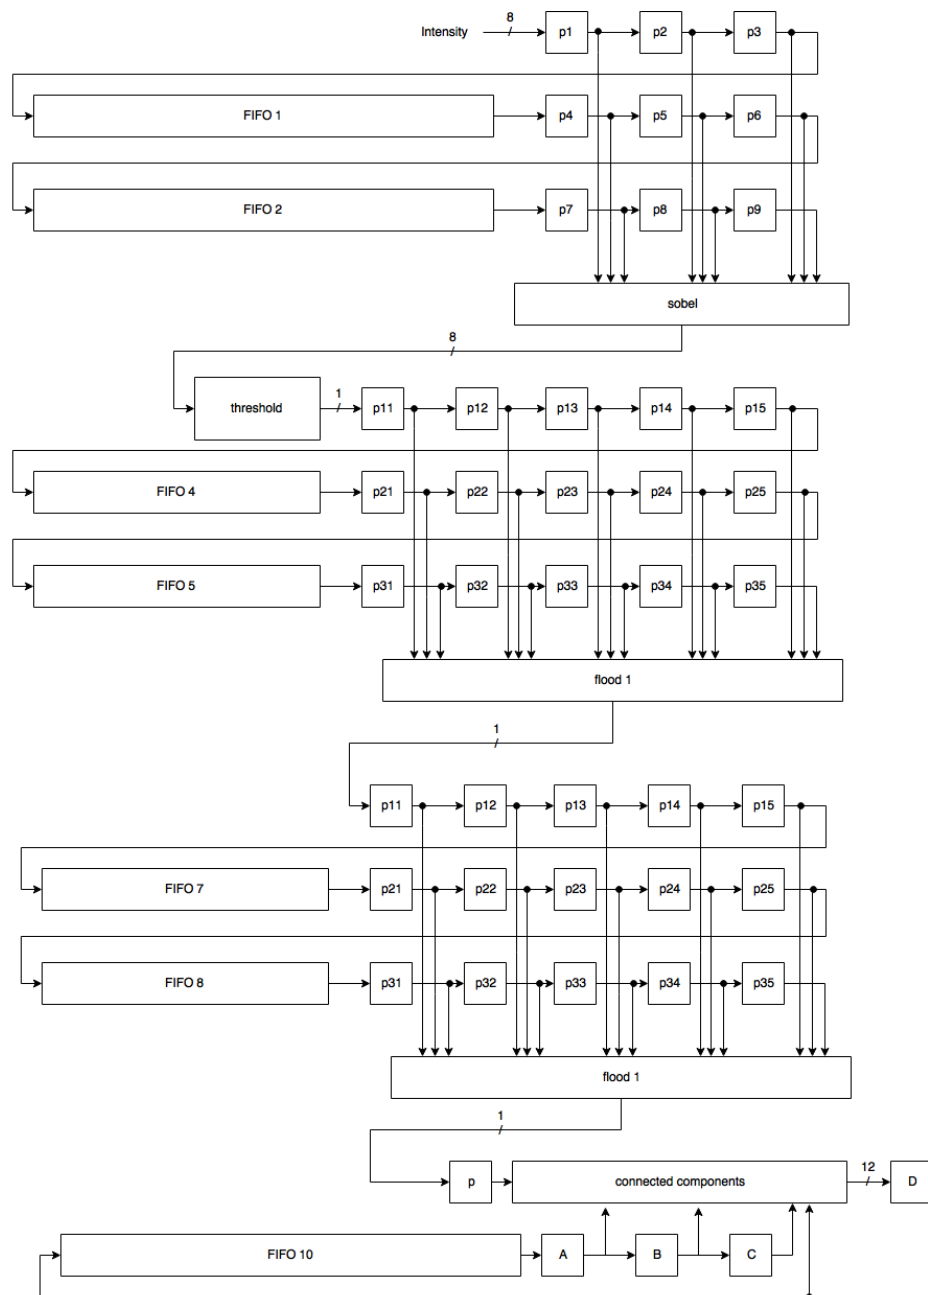 Intensity 8 p1 p2 p3
FIFO 1 p4 p5 p6
FIFO 2 p7 p8 p9
sobel
8
threshold 1 p11 p12 p13 p14 p15
FIFO 4 p21 p22 p23 p24 p25
FIFO 5 p31 p32 p33 p34 p35
flood 1
1
p11 p12 p13 p14 p15
FIFO 7 p21 p22 p23 p24 p25
FIFO 8 p31 p32 p33 p34 p35
flood 1
1
p connected components 12 D
FIFO 10 A B C